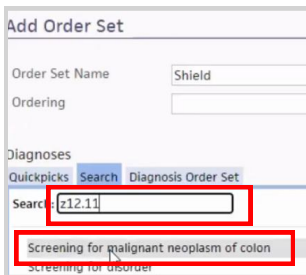 Add Order Set
Order Set Name Shield
Ordering
Diagnoses
Quickpicks Search Diagnosis Order Set
Search: z12.11
Screening for malignant neoplasm of colon
Screening for disorder